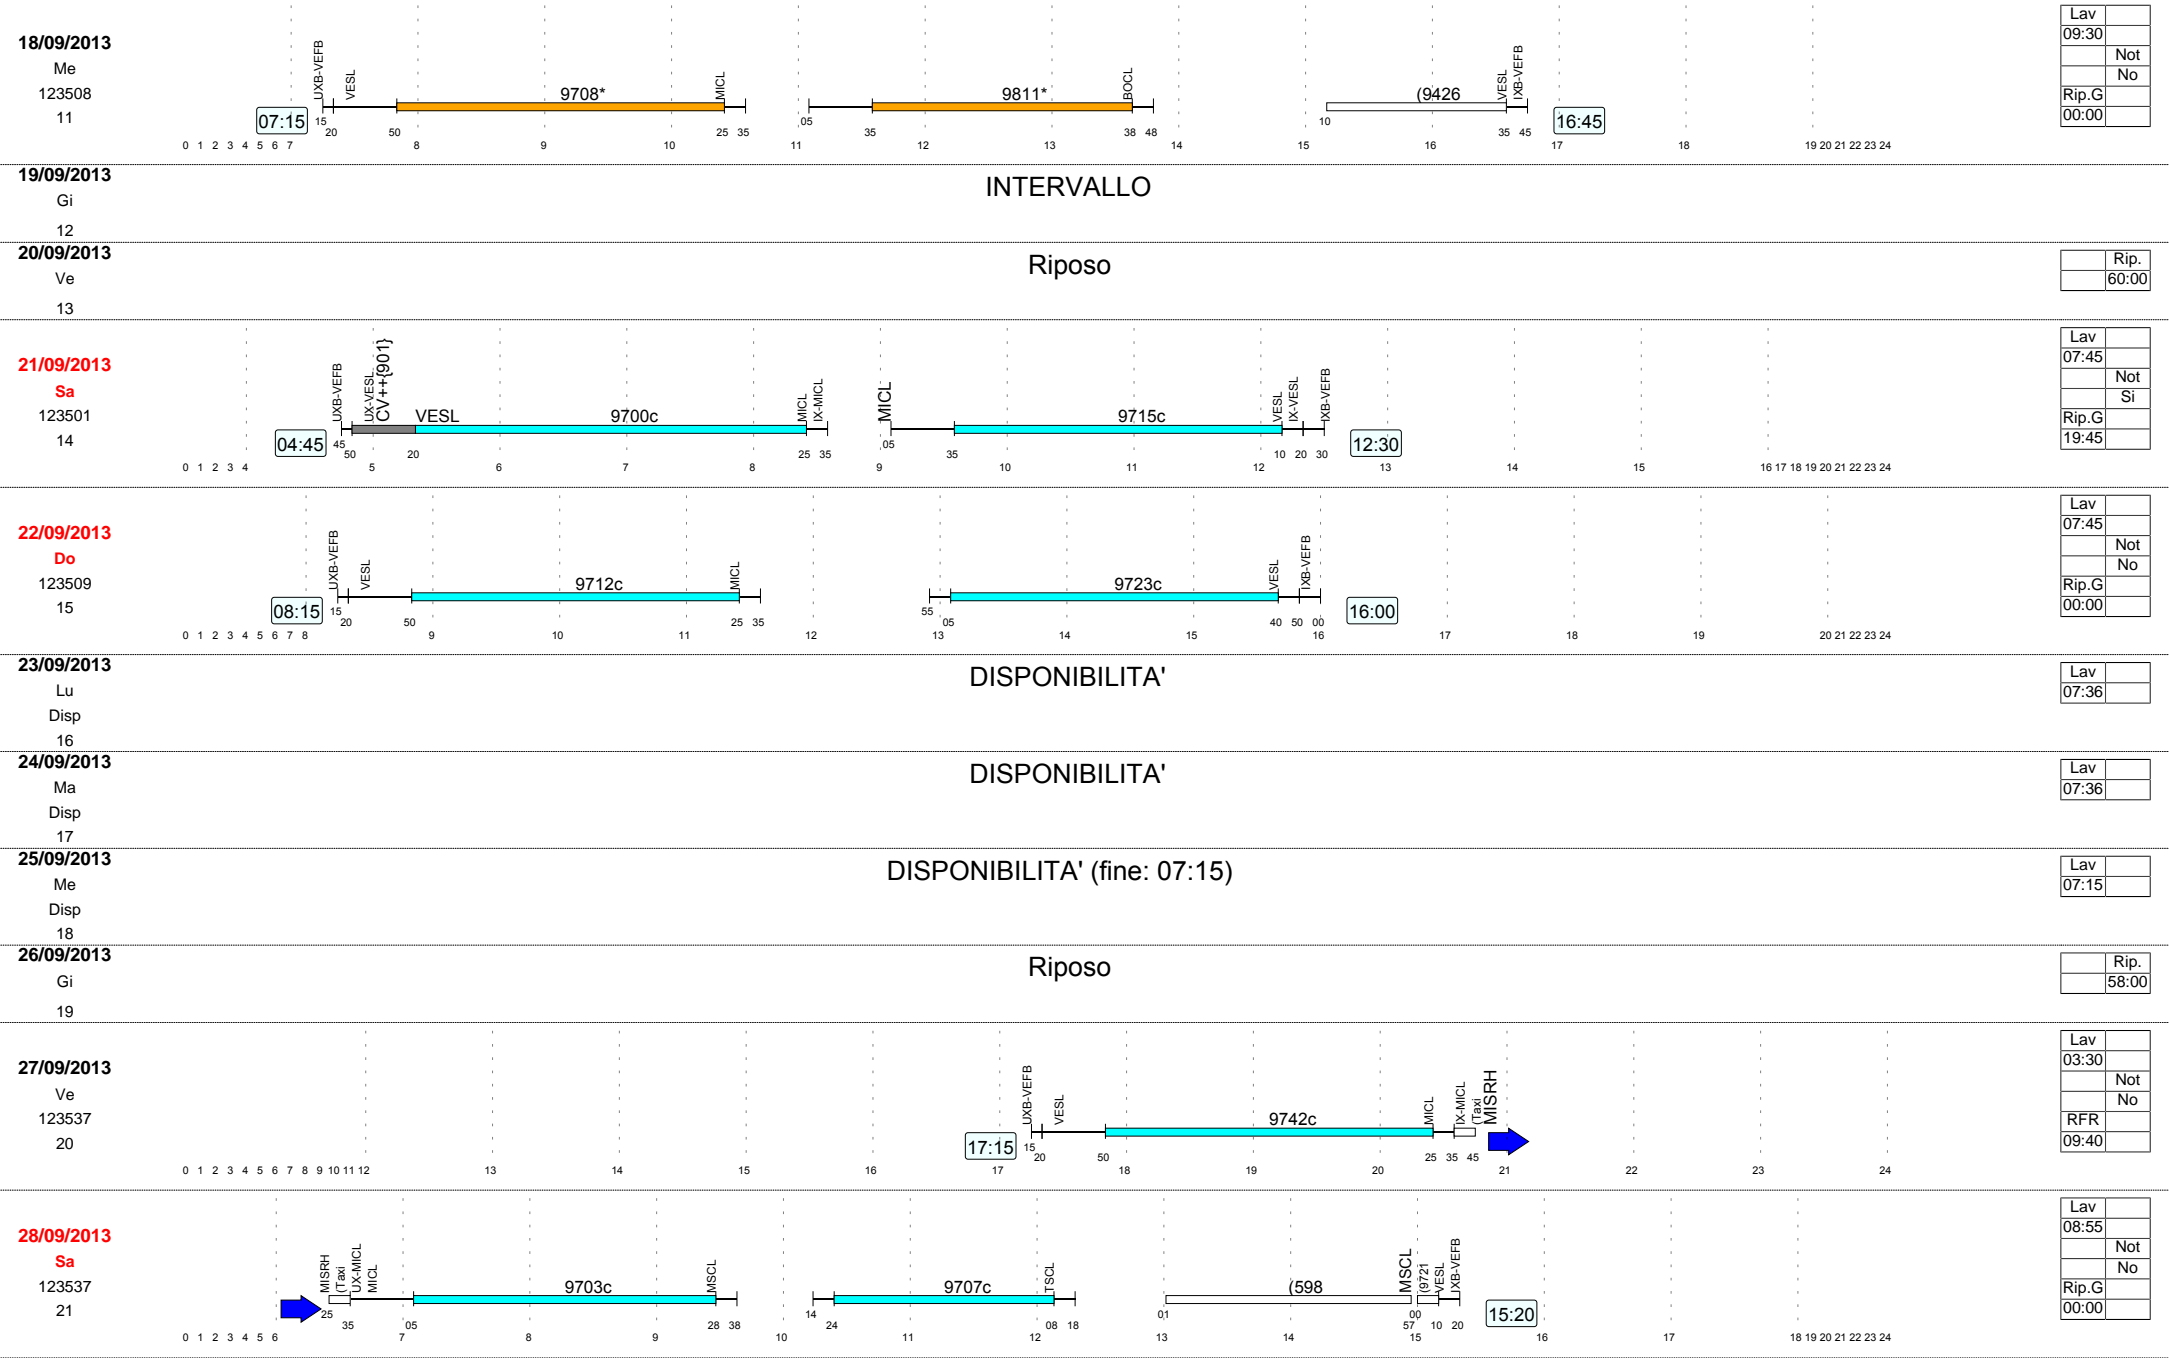 18/09/2013
Me
123508
11
07:15
UXB-VEFB
VESL
9708*
MICL
9811*
BOCL
(9426
VESL
IXB-VEFB
16:45
15 20 50 25 35 05 35 38 48 10 35 45
0 1 2 3 4 5 6 7 8 9 10 11 12 13 14 15 16 17 18 19 20 21 22 23 24
Lav
09:30
Not
No
Rip.G
00:00
19/09/2013
Gi
12
INTERVALLO
20/09/2013
Ve
13
Riposo
Rip.
60:00
21/09/2013
Sa
123501
14
04:45
UXB-VEFB
UX-VESL
CV++{901}
VESL
9700c
MICL
IX-MICL
MICL
9715c
VESL
IX-VESL
IXB-VEFB
12:30
45 50 20 25 35 05 35 10 20 30
0 1 2 3 4 5 6 7 8 9 10 11 12 13 14 15 16 17 18 19 20 21 22 23 24
Lav
07:45
Not
Si
Rip.G
19:45
22/09/2013
Do
123509
15
08:15
UXB-VEFB
VESL
9712c
MICL
9723c
VESL
IXB-VEFB
16:00
15 20 50 25 35 55 05 40 50 00
0 1 2 3 4 5 6 7 8 9 10 11 12 13 14 15 16 17 18 19 20 21 22 23 24
Lav
07:45
Not
No
Rip.G
00:00
23/09/2013
Lu
Disp
16
DISPONIBILITA'
Lav
07:36
24/09/2013
Ma
Disp
17
DISPONIBILITA'
Lav
07:36
25/09/2013
Me
Disp
18
DISPONIBILITA' (fine: 07:15)
Lav
07:15
26/09/2013
Gi
19
Riposo
Rip.
58:00
27/09/2013
Ve
123537
20
17:15
UXB-VEFB
VESL
9742c
MICL
IX-MICL
(Taxi
MISRH
15 20 50 25 35 45
0 1 2 3 4 5 6 7 8 9 10 11 12 13 14 15 16 17 18 19 20 21 22 23 24
Lav
03:30
Not
No
RFR
09:40
28/09/2013
Sa
123537
21
MISRH
(Taxi
UX-MICL
MICL
9703c
MSCL
9707c
TSCL
(598
MSCL
(9721
VESL
IXB-VEFB
15:20
25 35 05 28 38 14 24 08 18 01 57 00 10 20
0 1 2 3 4 5 6 7 8 9 10 11 12 13 14 15 16 17 18 19 20 21 22 23 24
Lav
08:55
Not
No
Rip.G
00:00